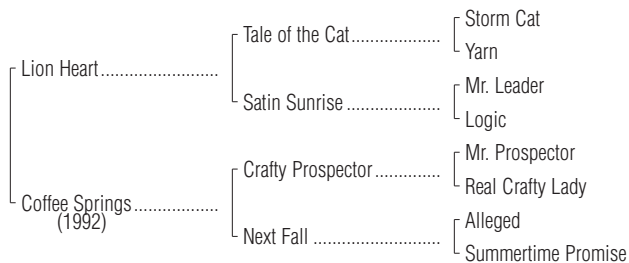 Storm Cat
Tale of the Cat...................
Yarn
Lion Heart.........................
Mr. Leader
Satin Sunrise ....................
Logic
Mr. Prospector
Crafty Prospector..............
Real Crafty Lady
Coffee Springs..................
(1992)
Alleged
Next Fall ...........................
Summertime Promise